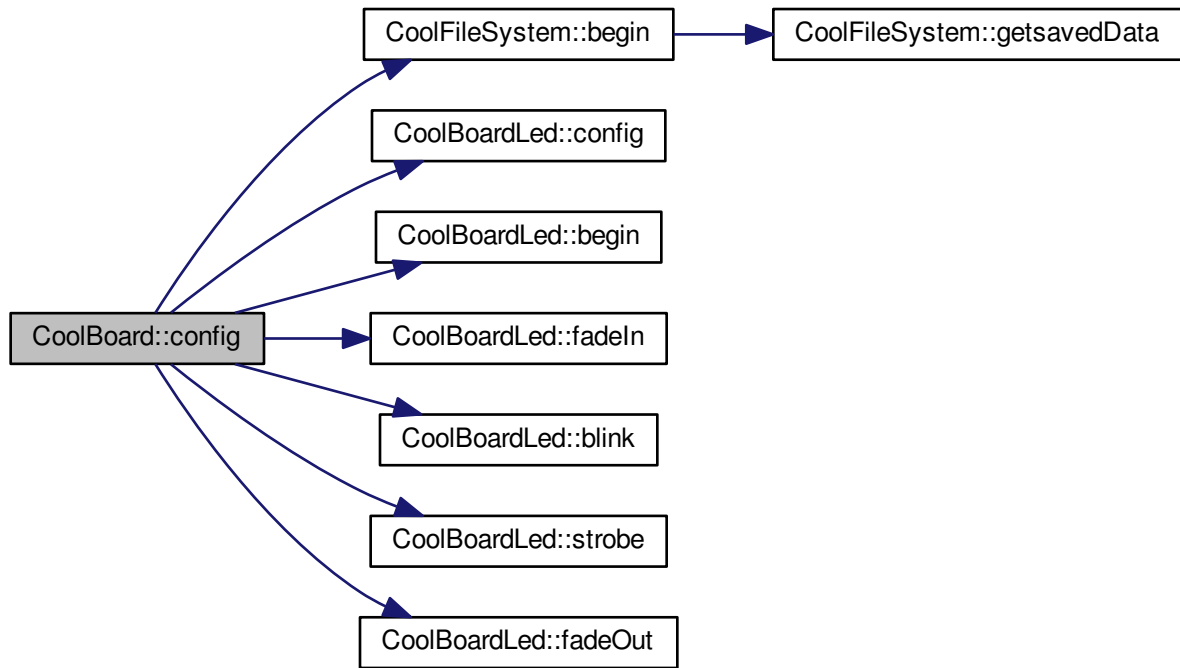 CoolFileSystem::begin
CoolFileSystem::getsavedData
CoolBoardLed::config
CoolBoardLed::begin
CoolBoard::config
CoolBoardLed::fadeIn
CoolBoardLed::blink
CoolBoardLed::strobe
CoolBoardLed::fadeOut